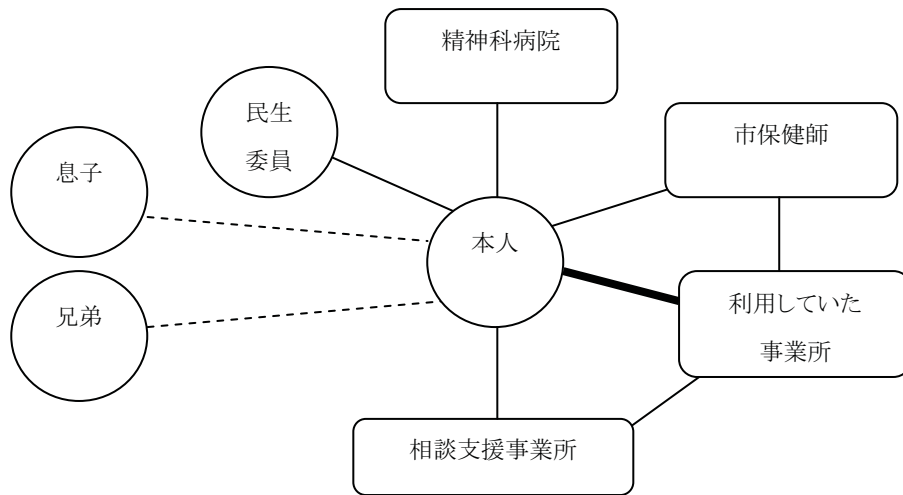 精神科病院
民生
委員
市保健師
息子
本人
兄弟
利用していた
事業所
相談支援事業所